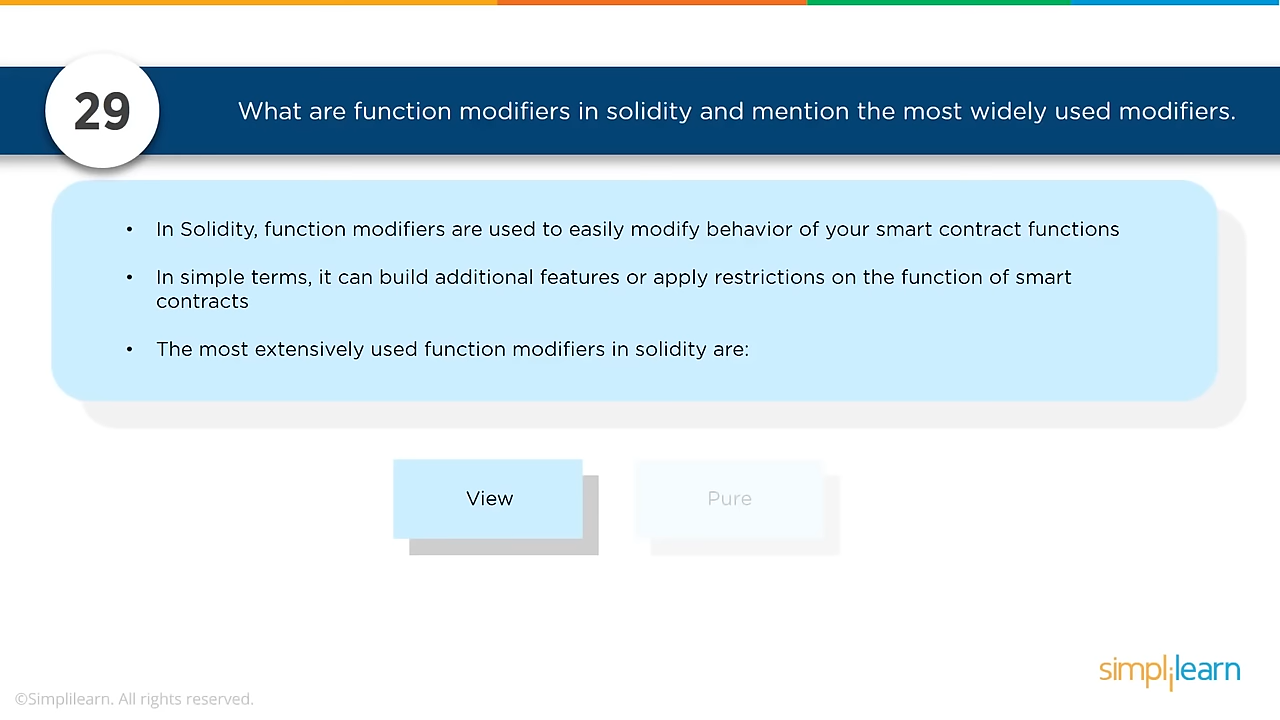 29
What are function modifiers in solidity and mention the most widely used modifiers.
• In Solidity, function modifiers are used to easily modify behavior of your smart contract functions
• In simple terms, it can build additional features or apply restrictions on the function of smart
contracts
• The most extensively used function modifiers in solidity are:
View
Pure
simplilearn
©Simplilearn. All rights reserved.